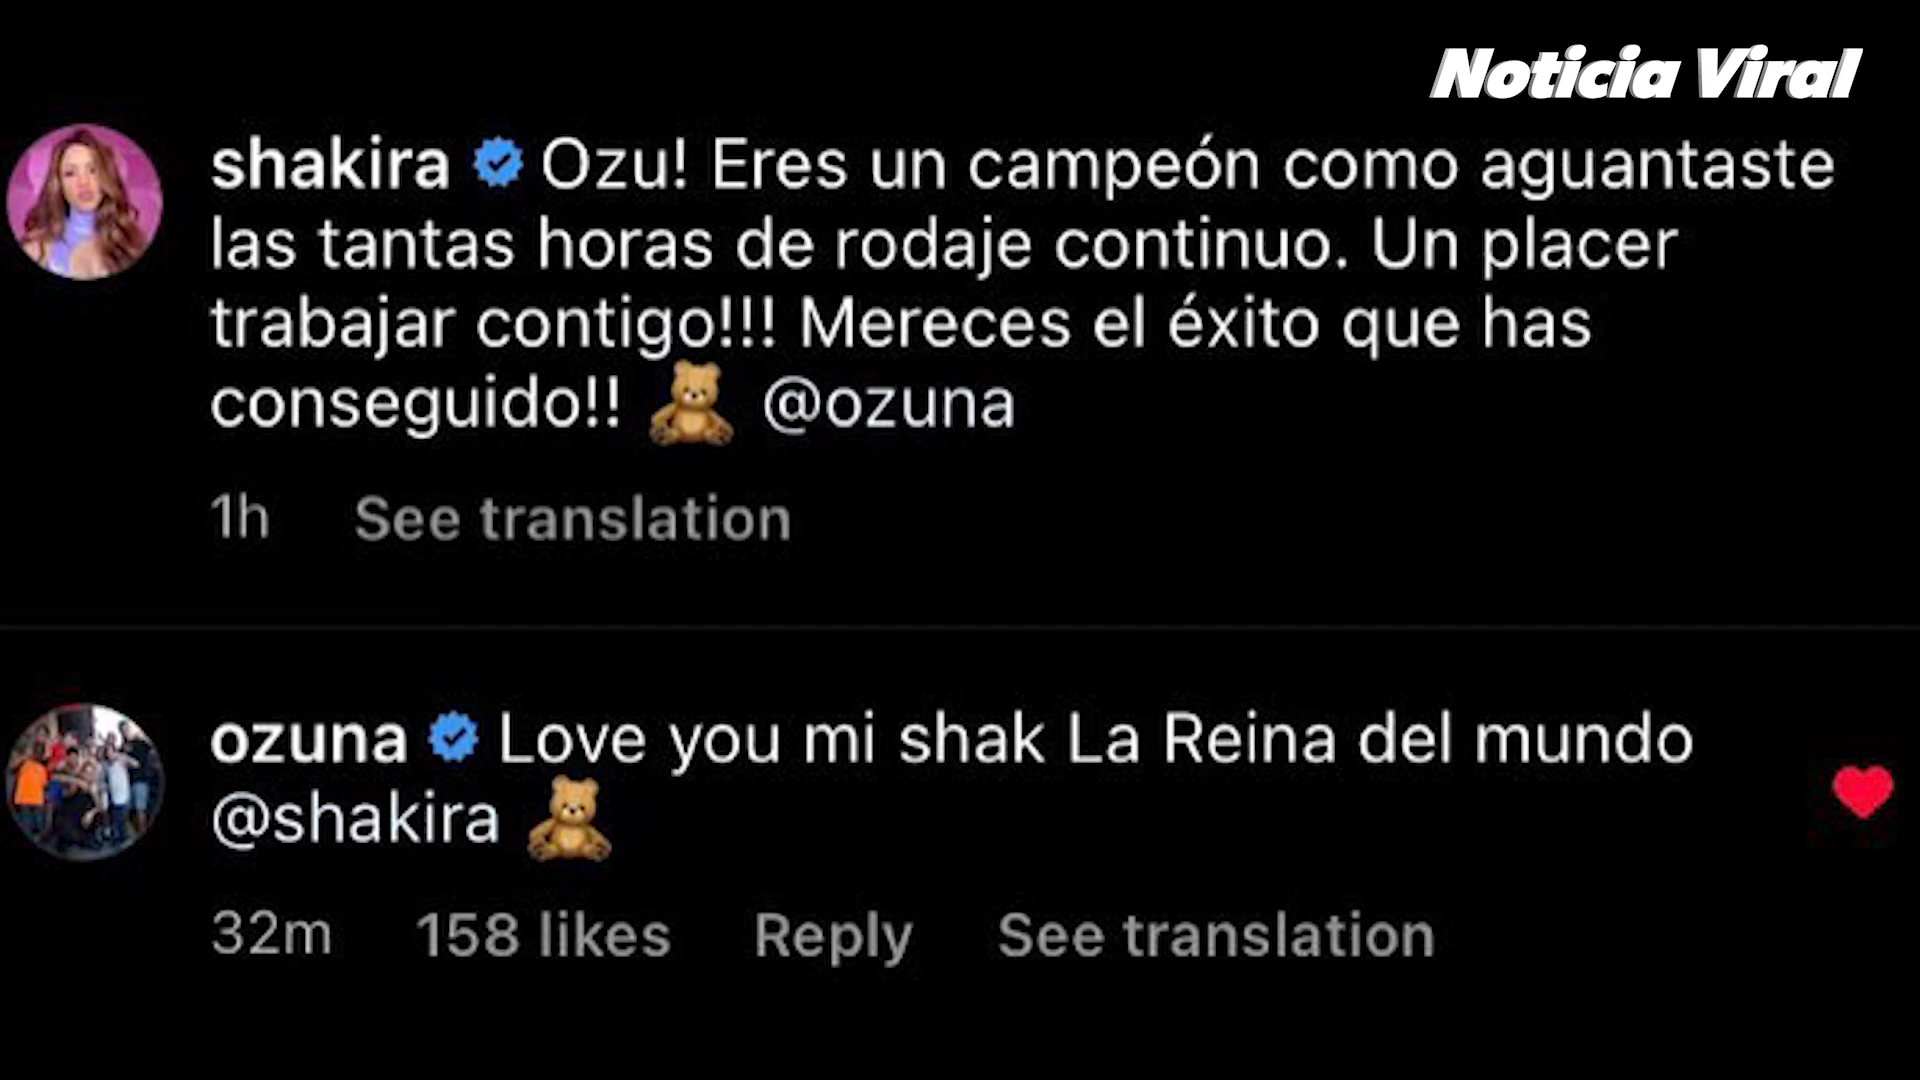 Noticia Viral
shakira Ozu! Eres un campeón como aguantaste
las tantas horas de rodaje continuo. Un placer
trabajar contigo!!! Mereces el éxito que has
conseguido!! 🧸 @ozuna
1h See translation
ozuna Love you mi shak La Reina del mundo
@shakira 🧸
32m 158 likes Reply See translation